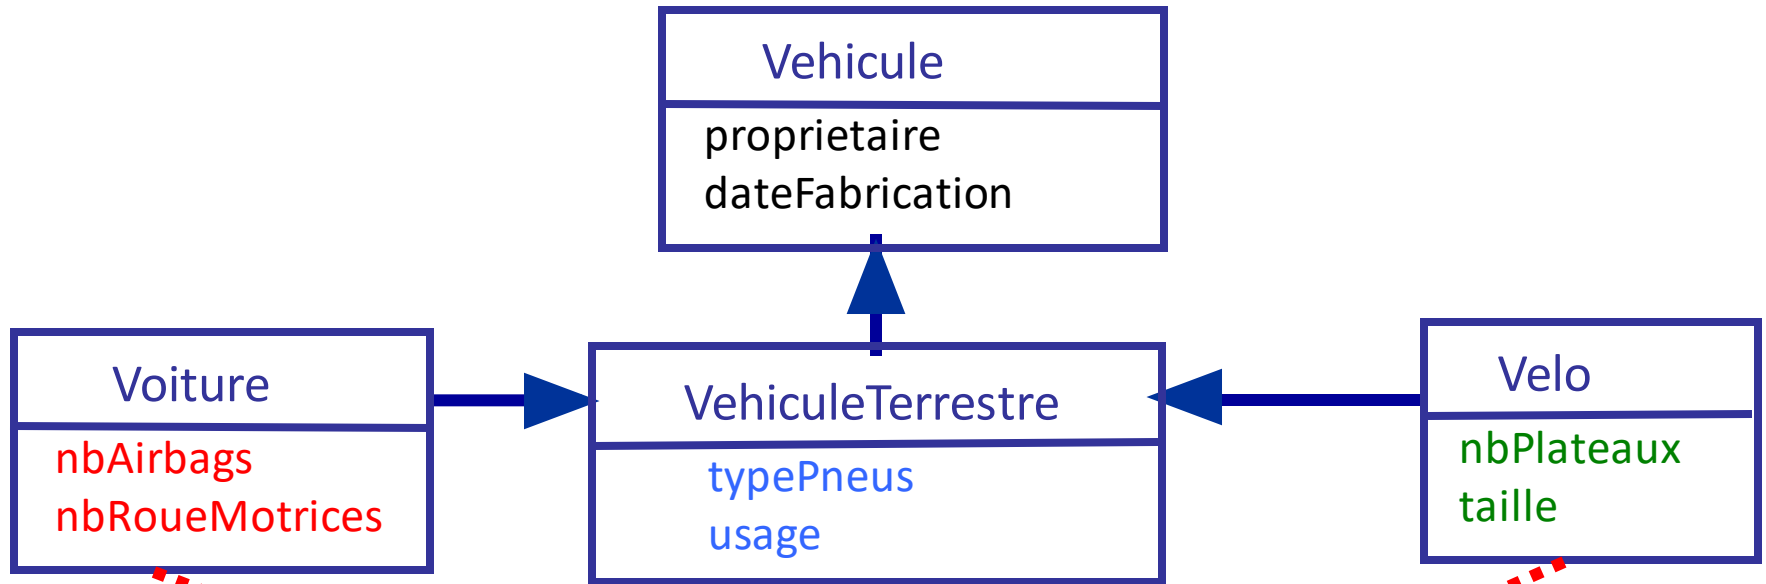 Vehicule
proprietaire
dateFabrication
Voiture
nbAirbags
nbRoueMotrices
VehiculeTerrestre
typePneus
usage
Velo
nbPlateaux
taille